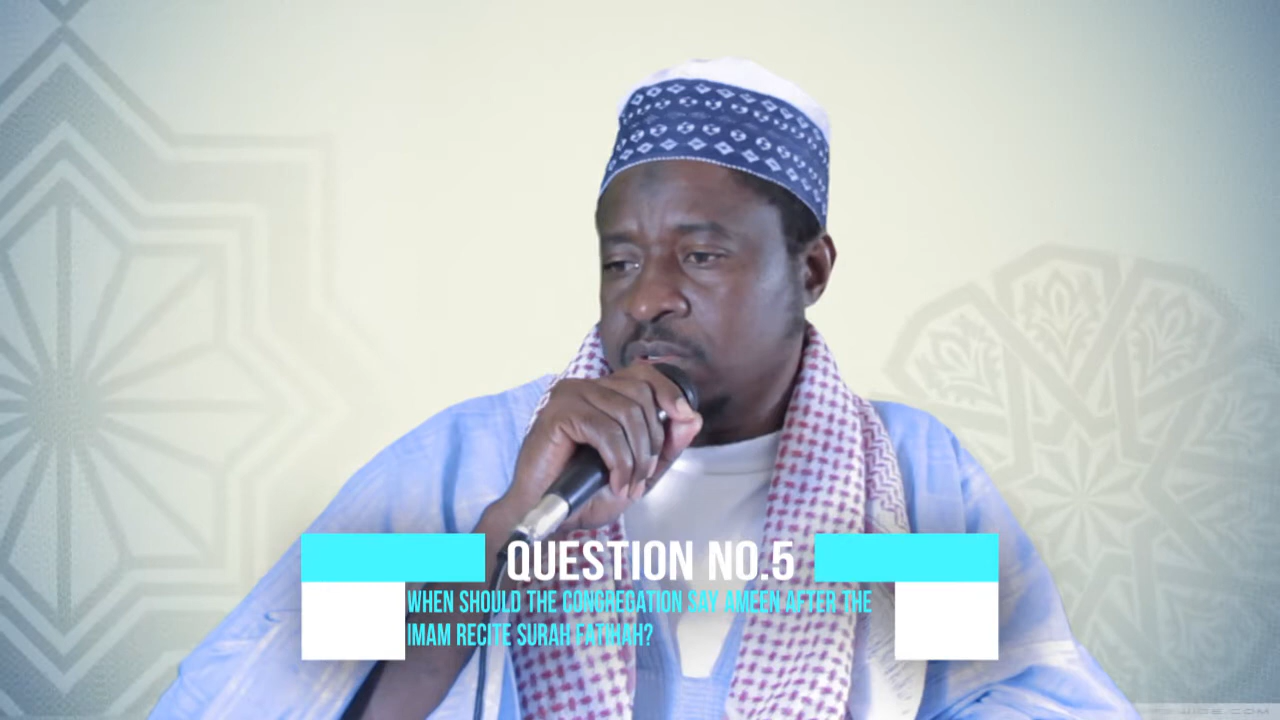 QUESTION NO.5
WHEN SHOULD THE CONGREGATION SAY AMEEN AFTER THE
IMAM RECITE SURAH FATIHAH?